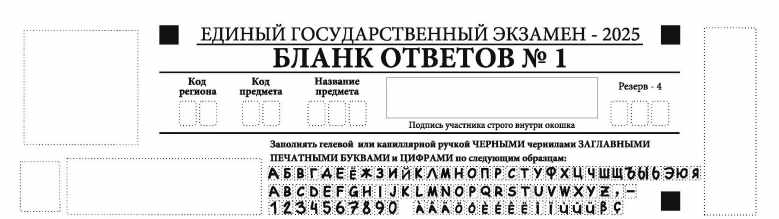 ЕДИНЫЙ ГОСУДАРСТВЕННЫЙ ЭКЗАМЕН - 2025
БЛАНК ОТВЕТОВ № 1
Код региона
Код предмета
Название предмета
Резерв - 4
Подпись участника строго внутри окошка
Заполнять гелевой или капиллярной ручкой ЧЕРНЫМИ чернилами ЗАГЛАВНЫМИ
ПЕЧАТНЫМИ БУКВАМИ и ЦИФРАМИ по следующим образцам:
АБВГДЕЁЖЗИЙКЛМНОПРСТУФХЦЧШЩЪЫЬЭЮЯ
ABCDEFGHIJKLMNOPQRSTUVWXYZ,-
1234567890